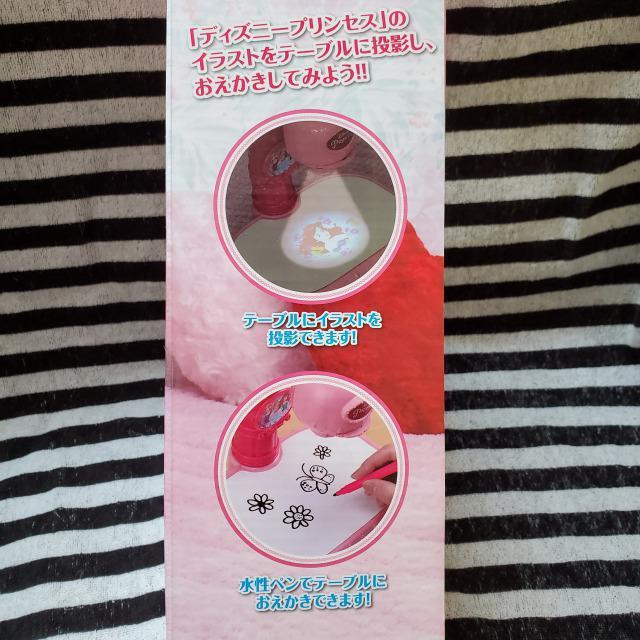 「ディズニープリンセス」の
イラストをテーブルに投影し、
おえかきしてみよう!!
テーブルにイラストを
投影できます!
水性ペンでテーブルに
おえかきできます!